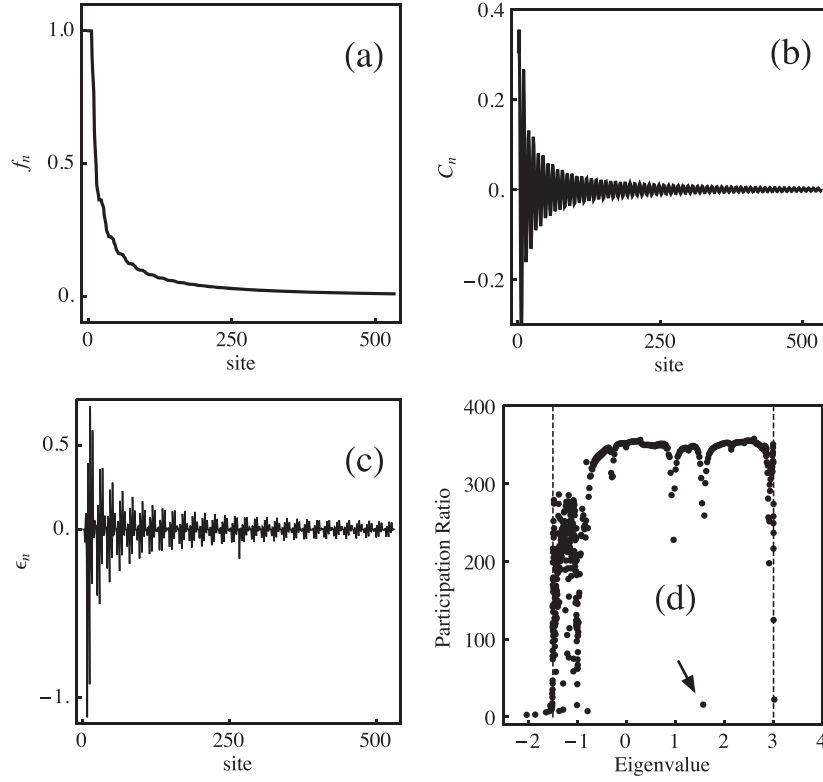 1.0
0.5
0.
f_n
(a)
0
250
500
site
0.4
0.2
0.
−0.2
C_n
(b)
0
250
500
site
0.5
0.
−1.
ϵ_n
(c)
0
250
500
site
400
300
200
100
0
Participation Ratio
(d)
−2
−1
0
1
2
3
4
Eigenvalue